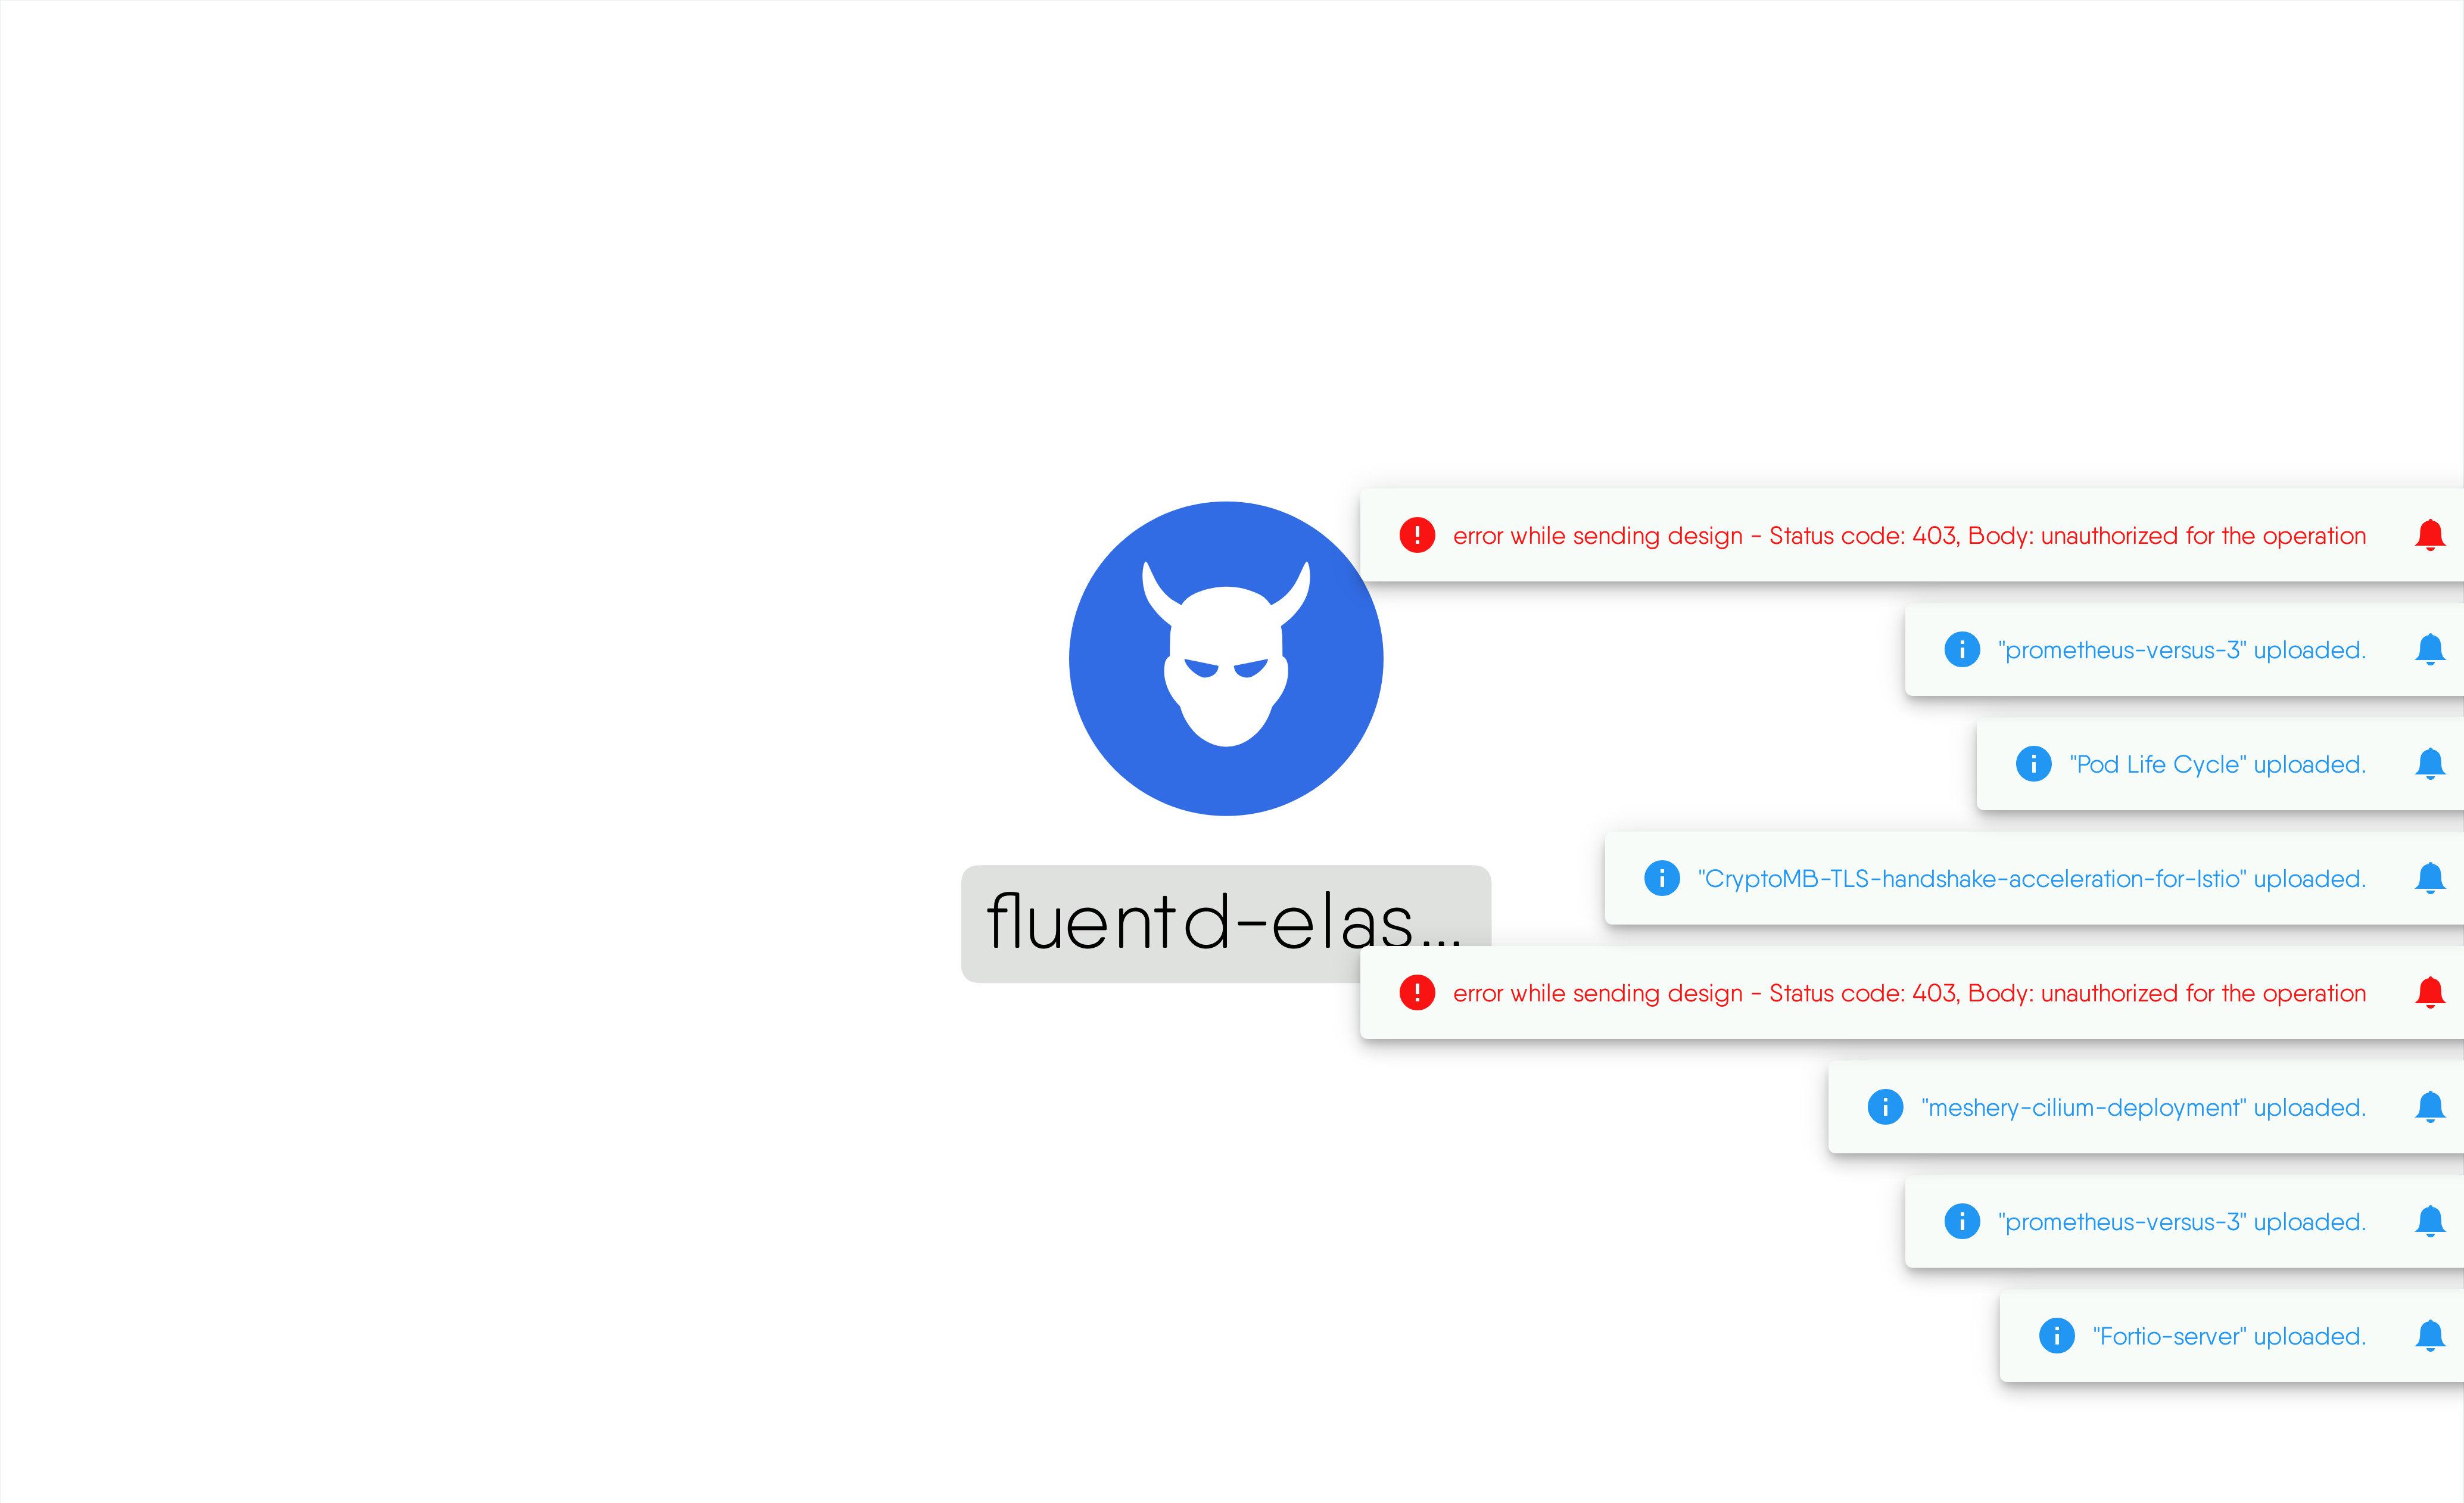 error while sending design - Status code: 403, Body: unauthorized for the operation
"prometheus-versus-3" uploaded.
"Pod Life Cycle" uploaded.
"CryptoMB-TLS-handshake-acceleration-for-Istio" uploaded.
fluentd-elas...
error while sending design - Status code: 403, Body: unauthorized for the operation
"meshery-cilium-deployment" uploaded.
"prometheus-versus-3" uploaded.
"Fortio-server" uploaded.